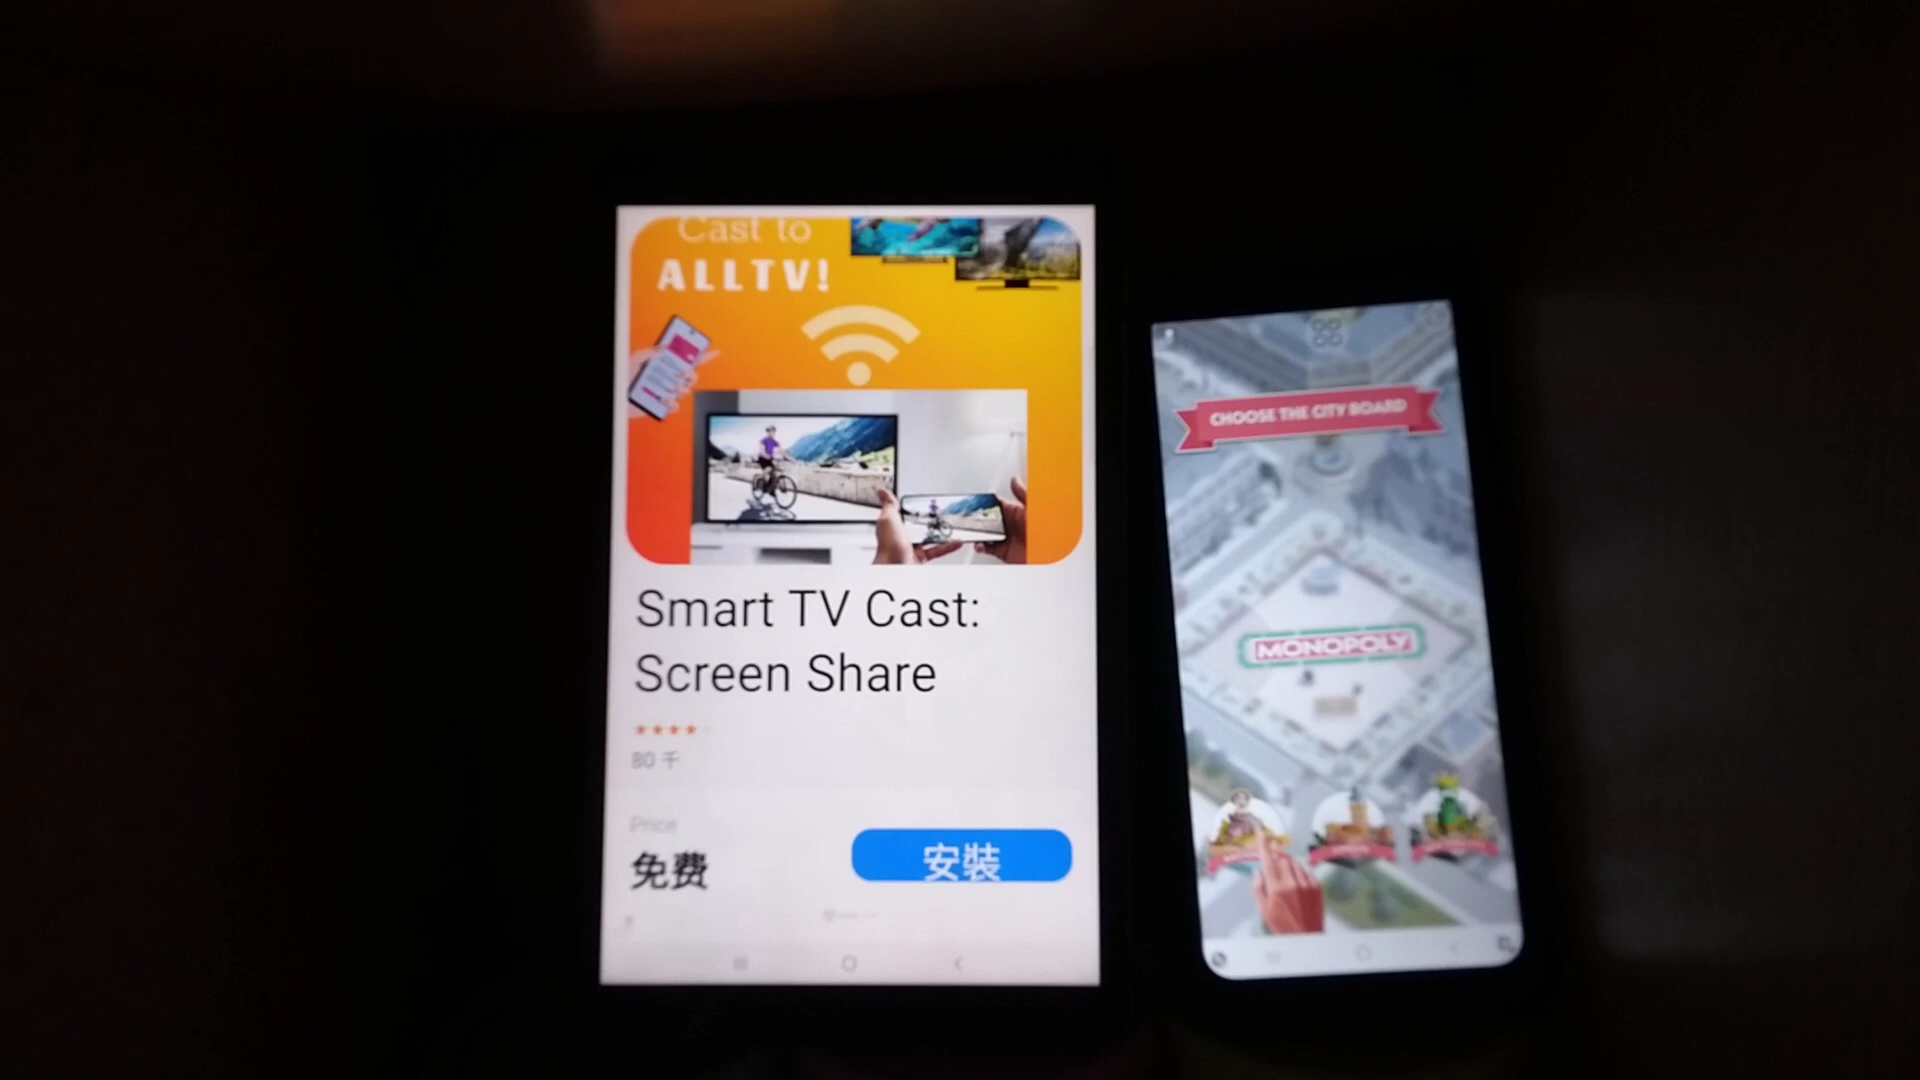 Cast to
ALLTV!
Smart TV Cast:
Screen Share
80 千
Price
免费
安裝
CHOOSE THE CITY BOARD
MONOPOLY